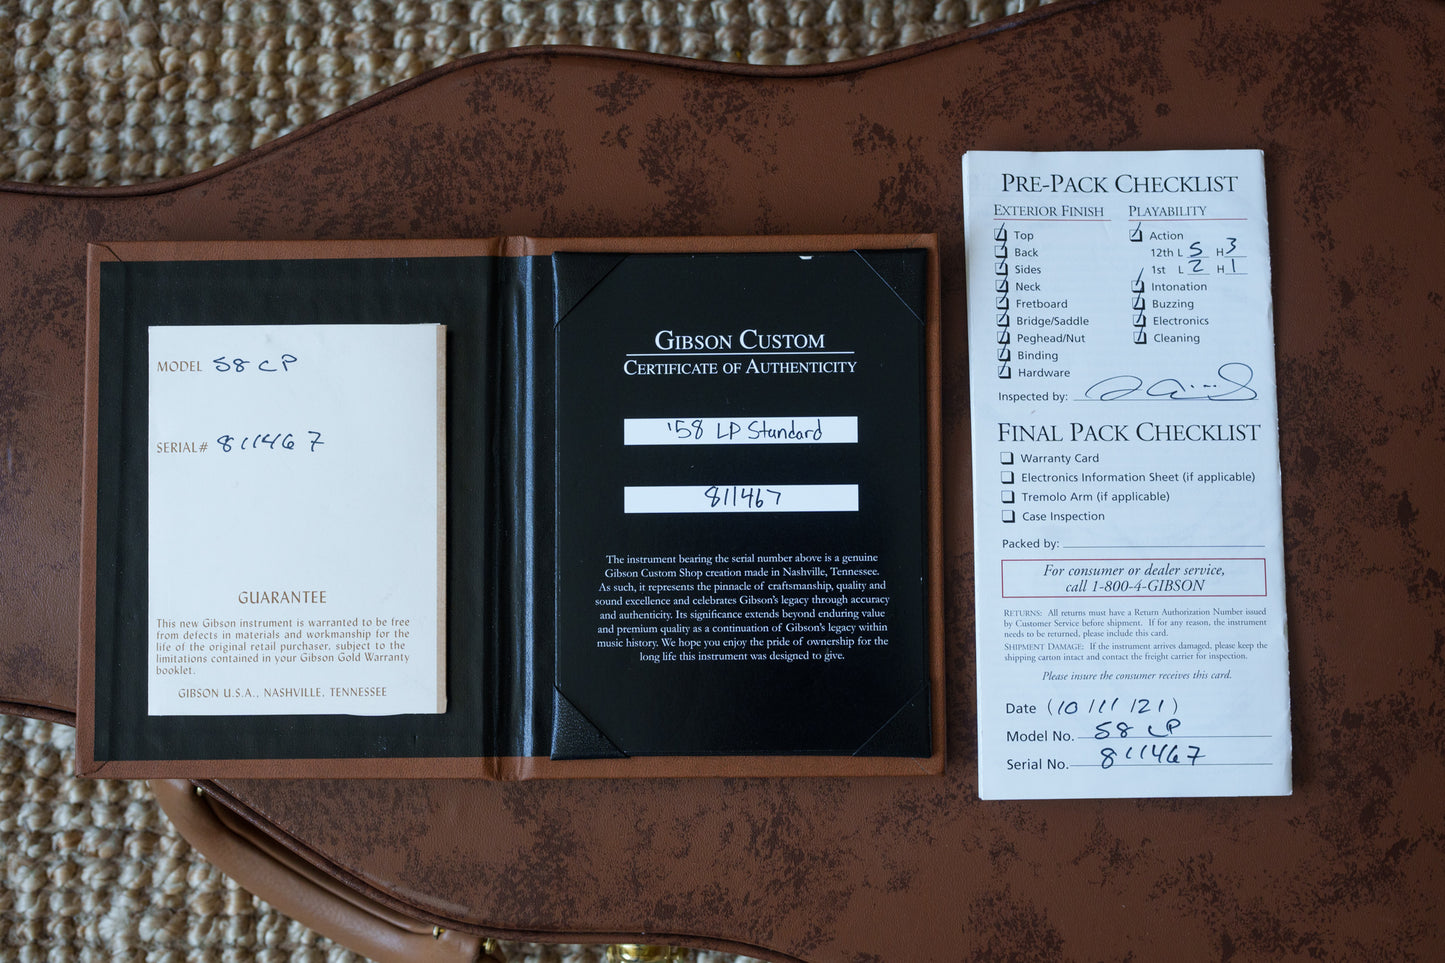 MODEL 58 LP
SERIAL# 811467
GUARANTEE
This new Gibson instrument is warranted to be free
from defects in materials and workmanship for the
life of the original retail purchaser, subject to the
limitations contained in your Gibson Gold Warranty
booklet.
GIBSON U.S.A., NASHVILLE, TENNESSEE
GIBSON CUSTOM
CERTIFICATE OF AUTHENTICITY
'58 LP Standard
811467
The instrument bearing the serial number above is a genuine
Gibson Custom Shop creation made in Nashville, Tennessee.
As such, it represents the pinnacle of craftsmanship, quality and
sound excellence and celebrates Gibson's legacy through accuracy
and authenticity. Its significance extends beyond enduring value
and premium quality as a continuation of Gibson's legacy within
music history. We hope you enjoy the pride of ownership for the
long life this instrument was designed to give.
PRE-PACK CHECKLIST
EXTERIOR FINISH
Top
Back
Sides
Neck
Fretboard
Bridge/Saddle
Peghead/Nut
Binding
Hardware
PLAYABILITY
Action
12th L 5 H 3
1st L 2 H 1
Intonation
Buzzing
Electronics
Cleaning
Inspected by:
FINAL PACK CHECKLIST
Warranty Card
Electronics Information Sheet (if applicable)
Tremolo Arm (if applicable)
Case Inspection
Packed by:
For consumer or dealer service,
call 1-800-4-GIBSON
RETURNS: All returns must have a Return Authorization Number issued
by Customer Service before shipment. If for any reason, the instrument
needs to be returned, please include this card.
SHIPMENT DAMAGE: If the instrument arrives damaged, please keep the
shipping carton intact and contact the freight carrier for inspection.
Please insure the consumer receives this card.
Date (10/11/21)
Model No. 58 LP
Serial No. 811467